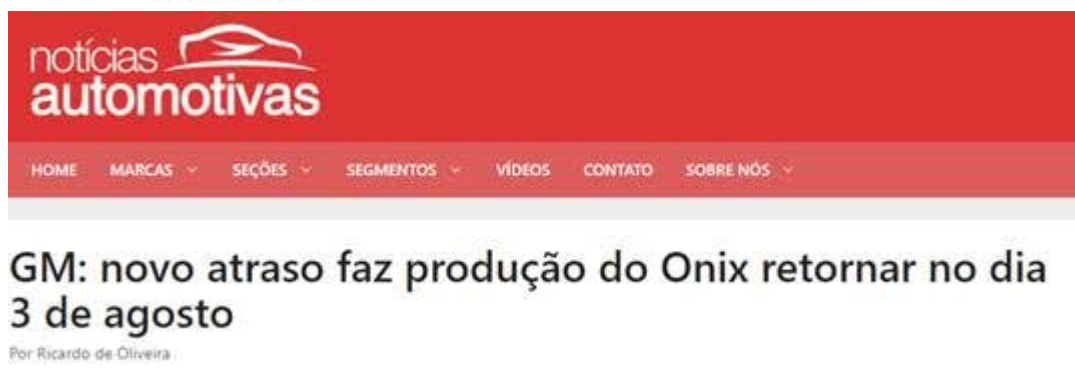 notícias
automotivas
HOME MARCAS SEÇÕES SEGMENTOS VÍDEOS CONTATO SOBRE NÓS
GM: novo atraso faz produção do Onix retornar no dia
3 de agosto
Por Ricardo de Oliveira